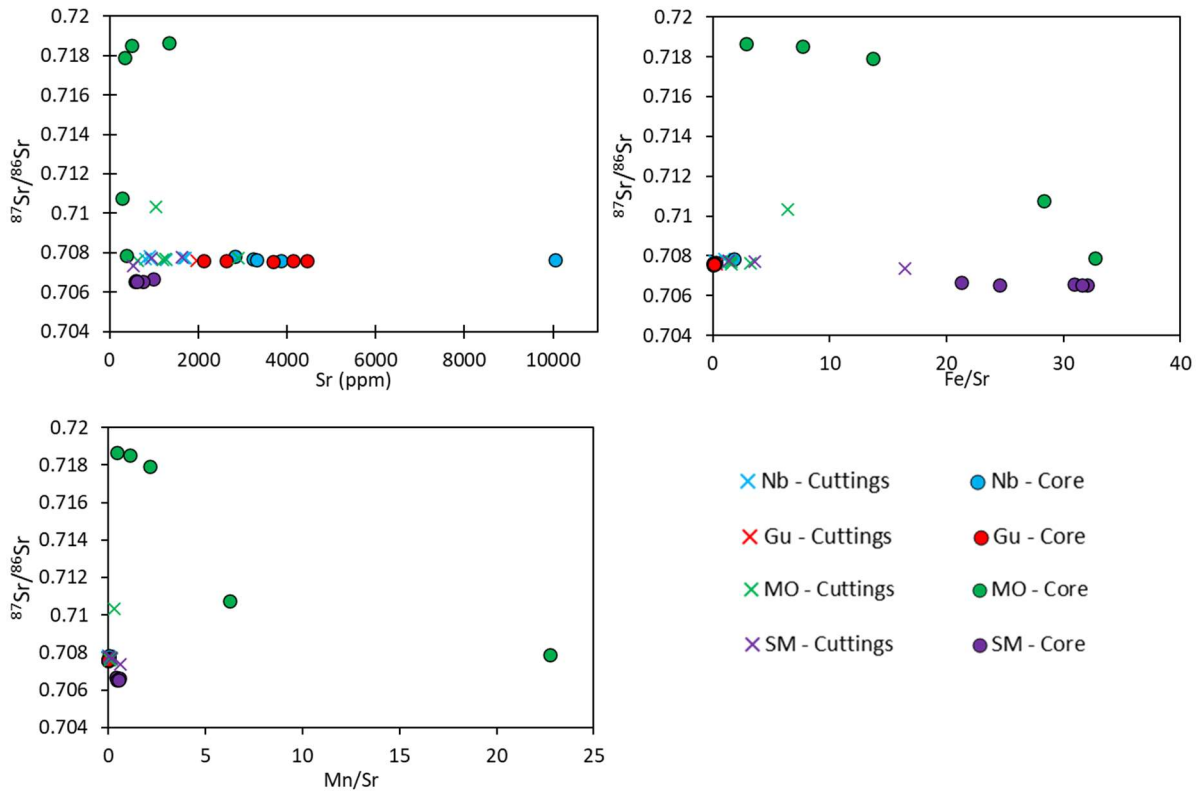 0.72
0.718
0.716
0.714
0.712
0.71
0.708
0.706
0.704
⁸⁷Sr/⁸⁶Sr
0 2000 4000 6000 8000 10000
Sr (ppm)
0.72
0.718
0.716
0.714
0.712
0.71
0.708
0.706
0.704
⁸⁷Sr/⁸⁶Sr
0 10 20 30 40
Fe/Sr
0.72
0.718
0.716
0.714
0.712
0.71
0.708
0.706
0.704
⁸⁷Sr/⁸⁶Sr
0 5 10 15 20 25
Mn/Sr
Nb - Cuttings Nb - Core
Gu - Cuttings Gu - Core
MO - Cuttings MO - Core
SM - Cuttings SM - Core